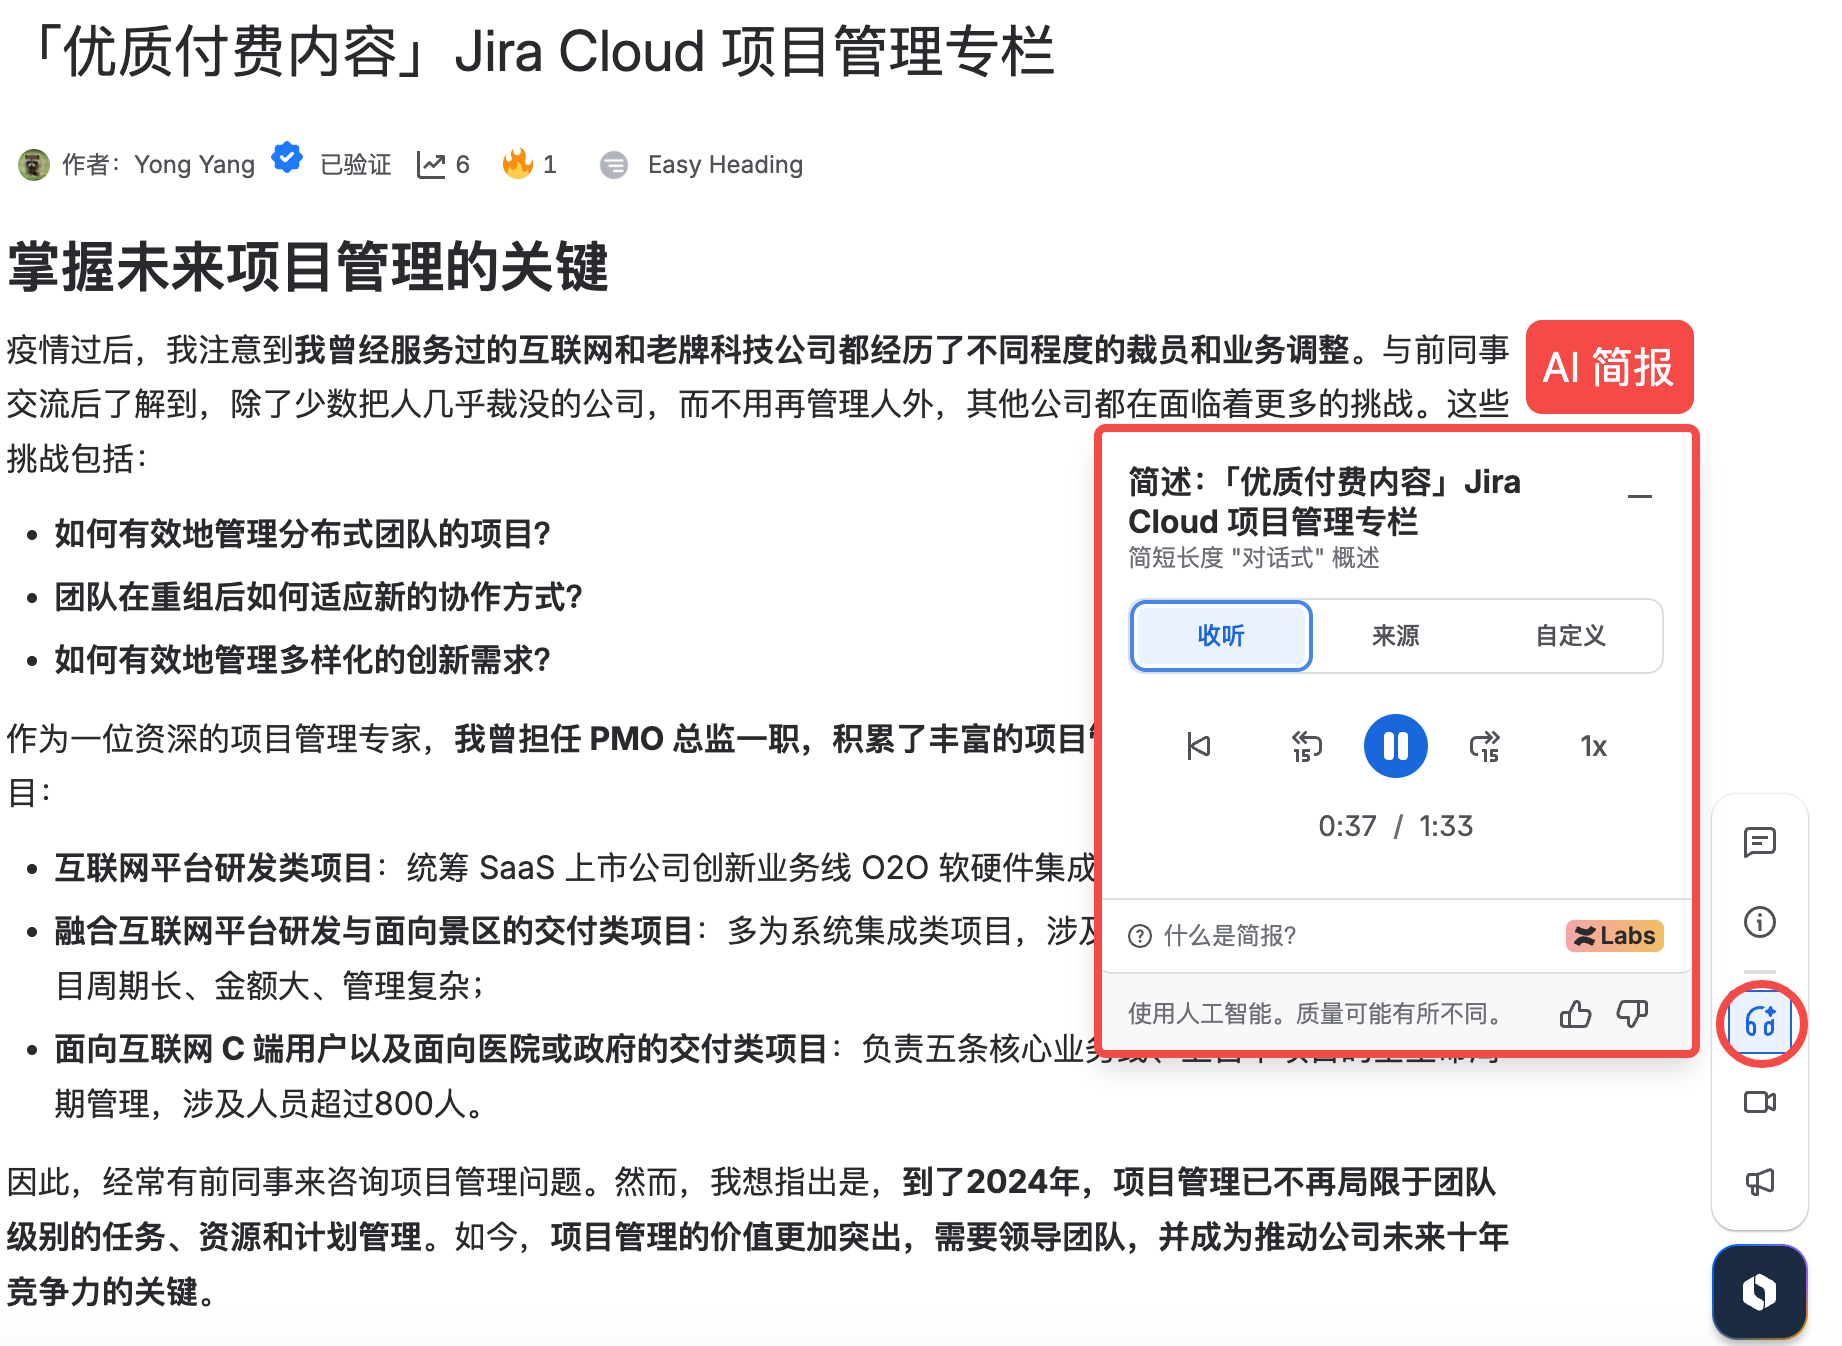 「优质付费内容」Jira Cloud 项目管理专栏
作者：Yong Yang 已验证 6 1 Easy Heading
掌握未来项目管理的关键
疫情过后，我注意到我曾经服务过的互联网和老牌科技公司都经历了不同程度的裁员和业务调整。与前同事
交流后了解到，除了少数把人几乎裁没的公司，而不用再管理人外，其他公司都在面临着更多的挑战。这些
挑战包括：
• 如何有效地管理分布式团队的项目？
• 团队在重组后如何适应新的协作方式？
• 如何有效地管理多样化的创新需求？
作为一位资深的项目管理专家，我曾担任 PMO 总监一职，积累了丰富的项目
目：
• 互联网平台研发类项目：统筹 SaaS 上市公司创新业务线 O2O 软硬件集成
• 融合互联网平台研发与面向景区的交付类项目：多为系统集成类项目，涉及
目周期长、金额大、管理复杂；
• 面向互联网 C 端用户以及面向医院或政府的交付类项目：负责五条核心业
期管理，涉及人员超过800人。
因此，经常有前同事来咨询项目管理问题。然而，我想指出是，到了2024年，项目管理已不再局限于团队
级别的任务、资源和计划管理。如今，项目管理的价值更加突出，需要领导团队，并成为推动公司未来十年
竞争力的关键。
AI 简报
简述：「优质付费内容」Jira
Cloud 项目管理专栏
简短长度 "对话式" 概述
收听 来源 自定义
15 15 1x
0:37 / 1:33
什么是简报？ Labs
使用人工智能。质量可能有所不同。